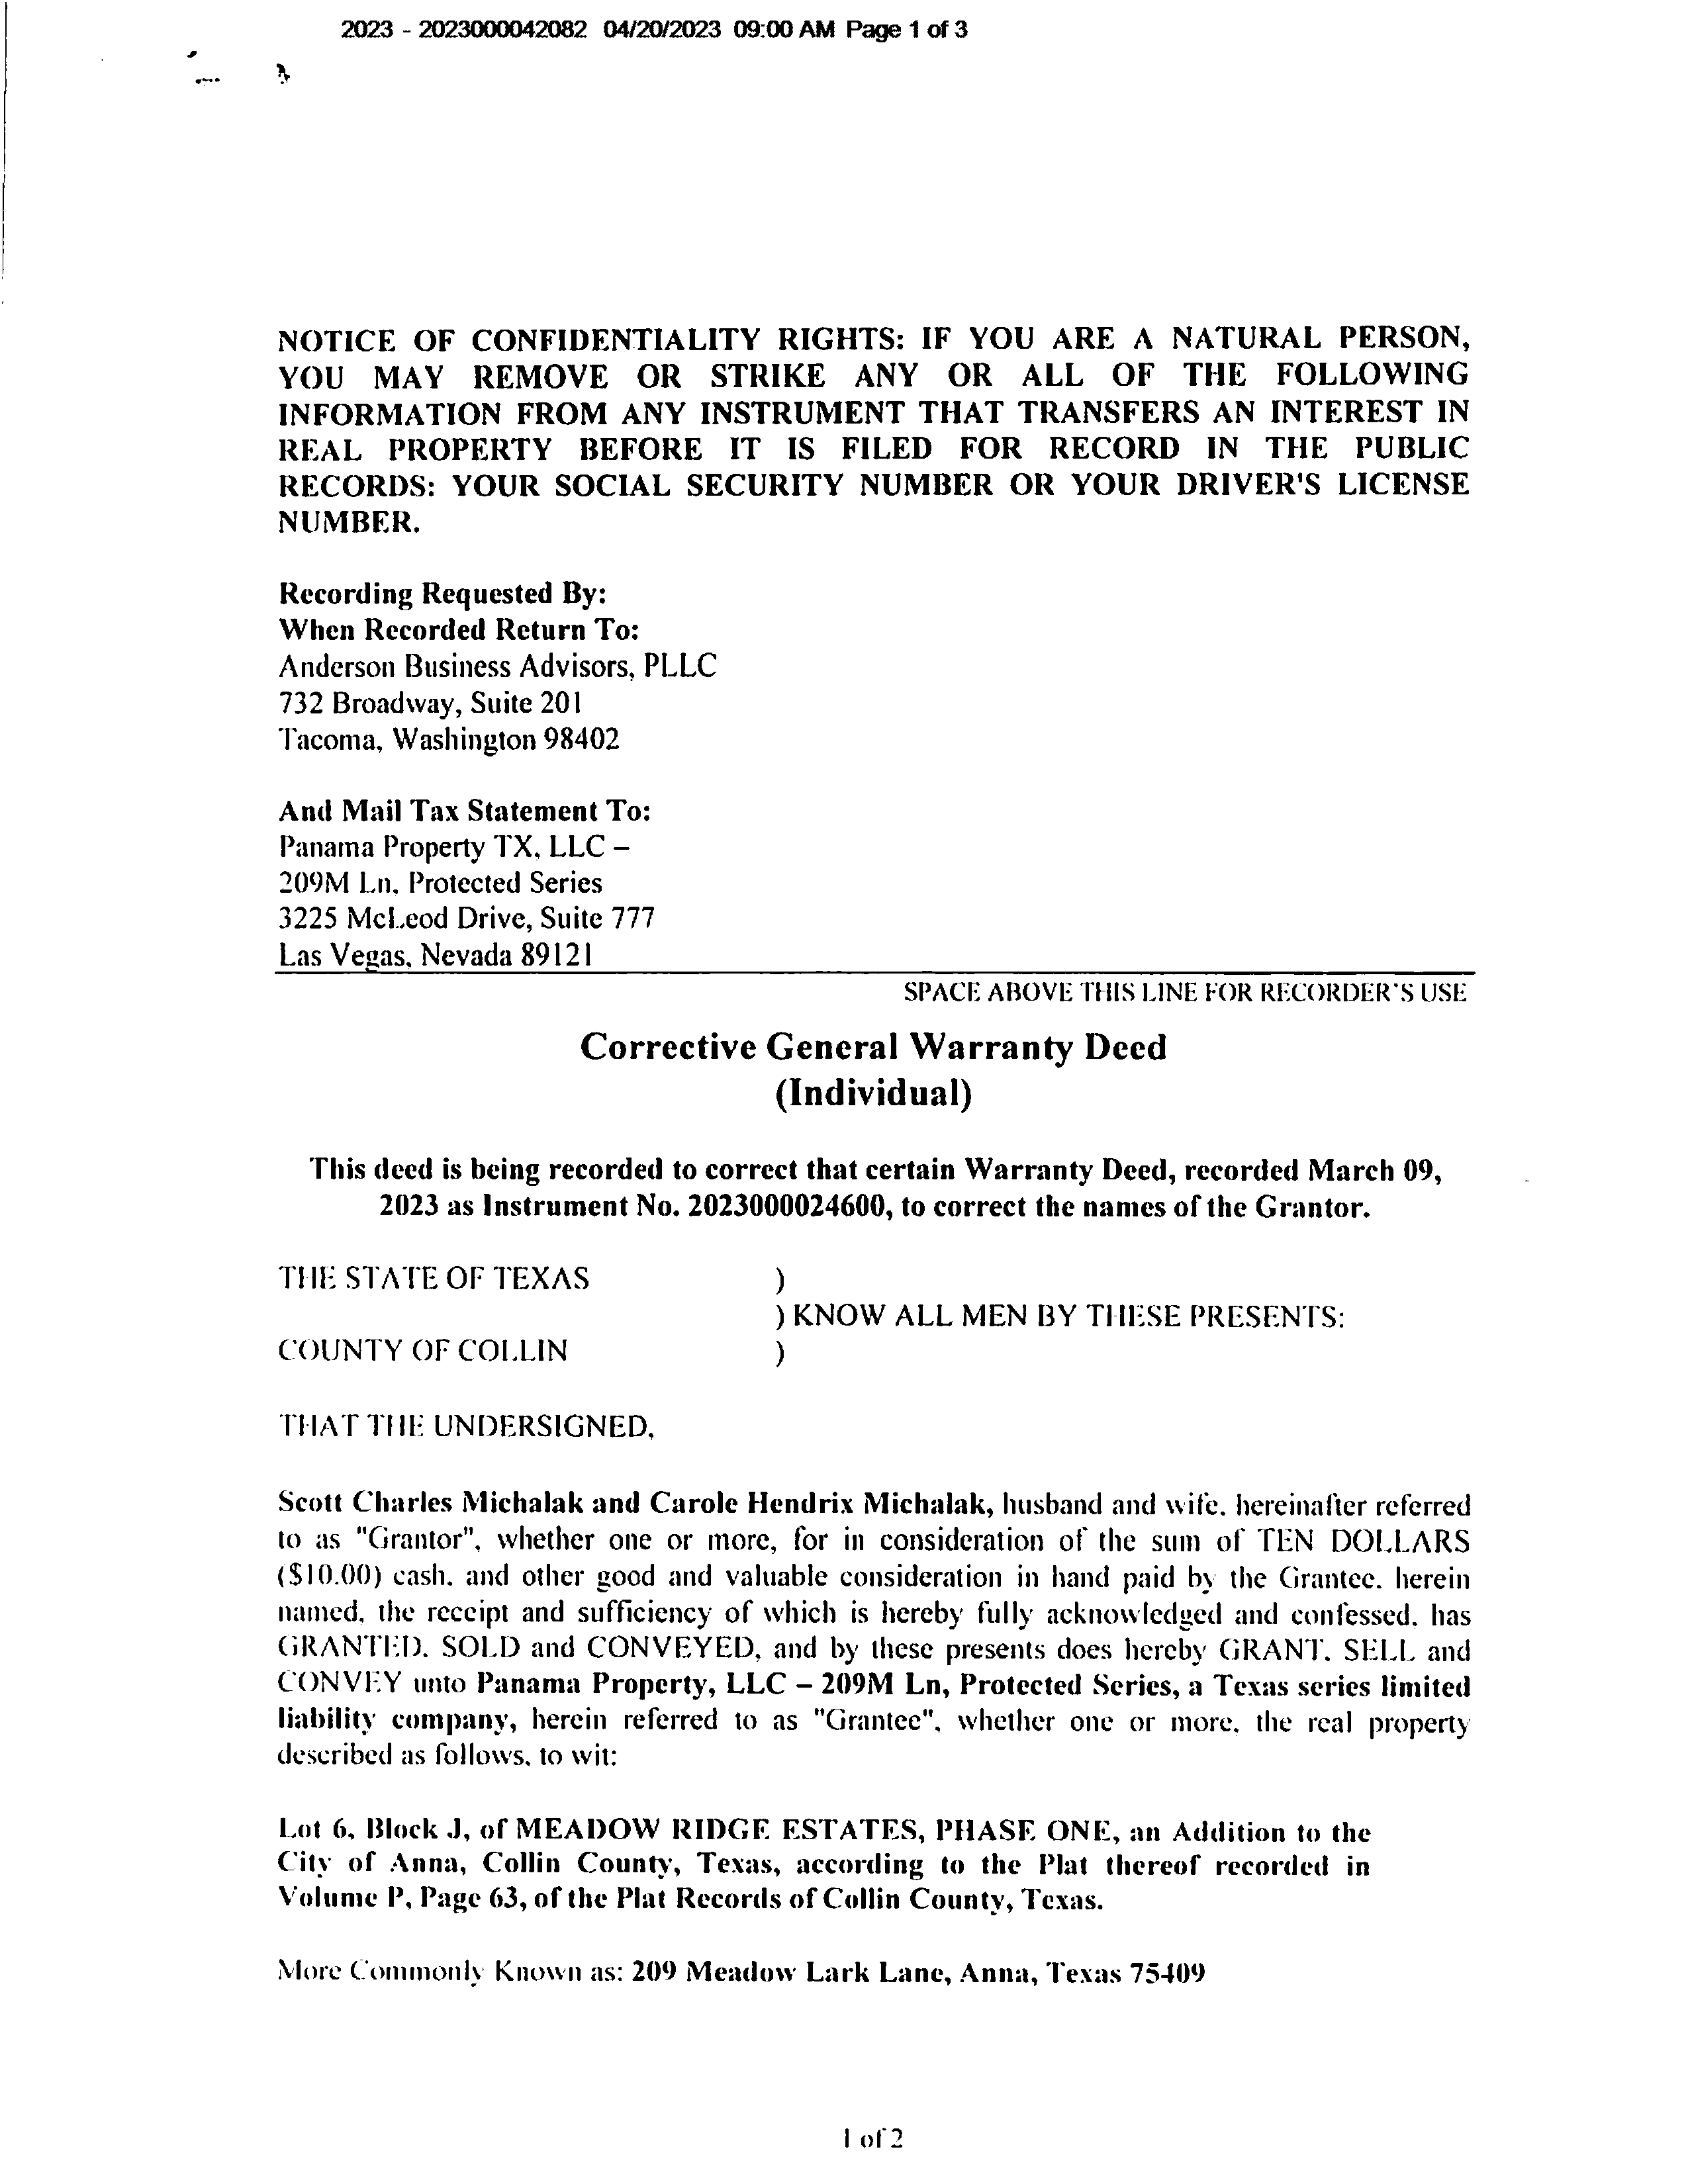 2023 - 2023000042082 04/20/2023 09:00 AM Page 1 of 3
NOTICE OF CONFIDENTIALITY RIGHTS: IF YOU ARE A NATURAL PERSON,
YOU MAY REMOVE OR STRIKE ANY OR ALL OF THE FOLLOWING
INFORMATION FROM ANY INSTRUMENT THAT TRANSFERS AN INTEREST IN
REAL PROPERTY BEFORE IT IS FILED FOR RECORD IN THE PUBLIC
RECORDS: YOUR SOCIAL SECURITY NUMBER OR YOUR DRIVER'S LICENSE
NUMBER.
Recording Requested By:
When Recorded Return To:
Anderson Business Advisors, PLLC
732 Broadway, Suite 201
Tacoma, Washington 98402
And Mail Tax Statement To:
Panama Property TX, LLC –
209M Ln, Protected Series
3225 McLeod Drive, Suite 777
Las Vegas, Nevada 89121
SPACE ABOVE THIS LINE FOR RECORDER'S USE
Corrective General Warranty Deed
(Individual)
This deed is being recorded to correct that certain Warranty Deed, recorded March 09,
2023 as Instrument No. 2023000024600, to correct the names of the Grantor.
THE STATE OF TEXAS )
) KNOW ALL MEN BY THESE PRESENTS:
COUNTY OF COLLIN )
THAT THE UNDERSIGNED,
Scott Charles Michalak and Carole Hendrix Michalak, husband and wife, hereinafter referred
to as "Grantor", whether one or more, for in consideration of the sum of TEN DOLLARS
($10.00) cash, and other good and valuable consideration in hand paid by the Grantee, herein
named, the receipt and sufficiency of which is hereby fully acknowledged and confessed, has
GRANTED, SOLD and CONVEYED, and by these presents does hereby GRANT, SELL and
CONVEY unto Panama Property, LLC – 209M Ln, Protected Series, a Texas series limited
liability company, herein referred to as "Grantee", whether one or more, the real property
described as follows, to wit:
Lot 6, Block J, of MEADOW RIDGE ESTATES, PHASE ONE, an Addition to the
City of Anna, Collin County, Texas, according to the Plat thereof recorded in
Volume P, Page 63, of the Plat Records of Collin County, Texas.
More Commonly Known as: 209 Meadow Lark Lane, Anna, Texas 75409
1 of 2